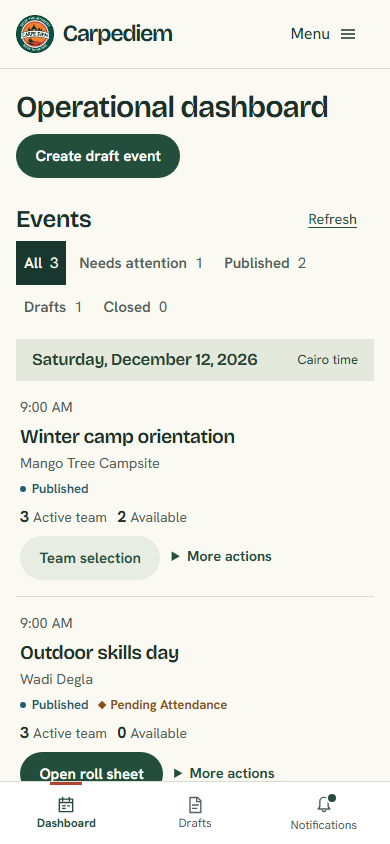 Carpediem
Menu
Operational dashboard
Create draft event
Events
Refresh
All 3 Needs attention 1 Published 2
Drafts 1 Closed 0
Saturday, December 12, 2026 Cairo time
9:00 AM
Winter camp orientation
Mango Tree Campsite
Published
3 Active team 2 Available
Team selection More actions
9:00 AM
Outdoor skills day
Wadi Degla
Published Pending Attendance
3 Active team 0 Available
Open roll sheet More actions
Dashboard Drafts Notifications